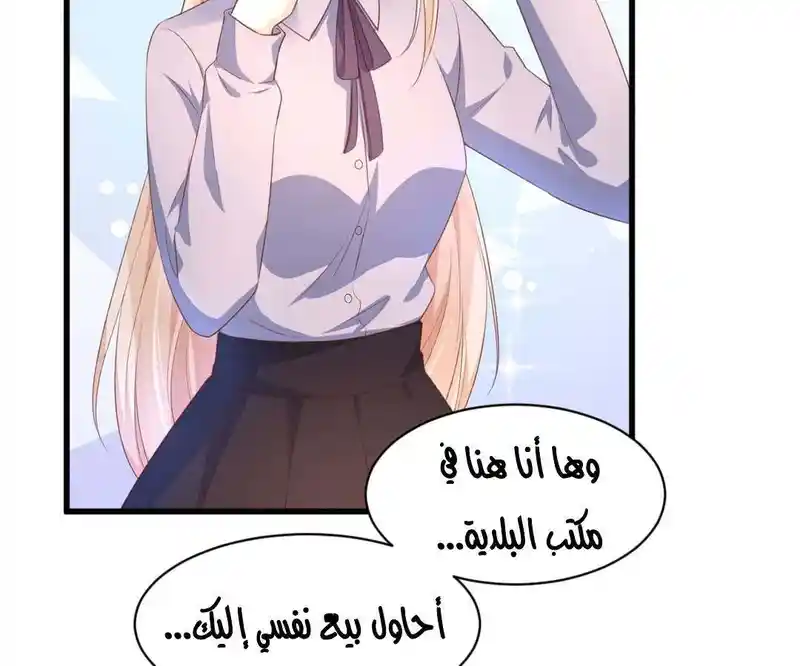 وها أنا هنا في
مكتب البلدية...
أحاول بيع نفسي إليك...